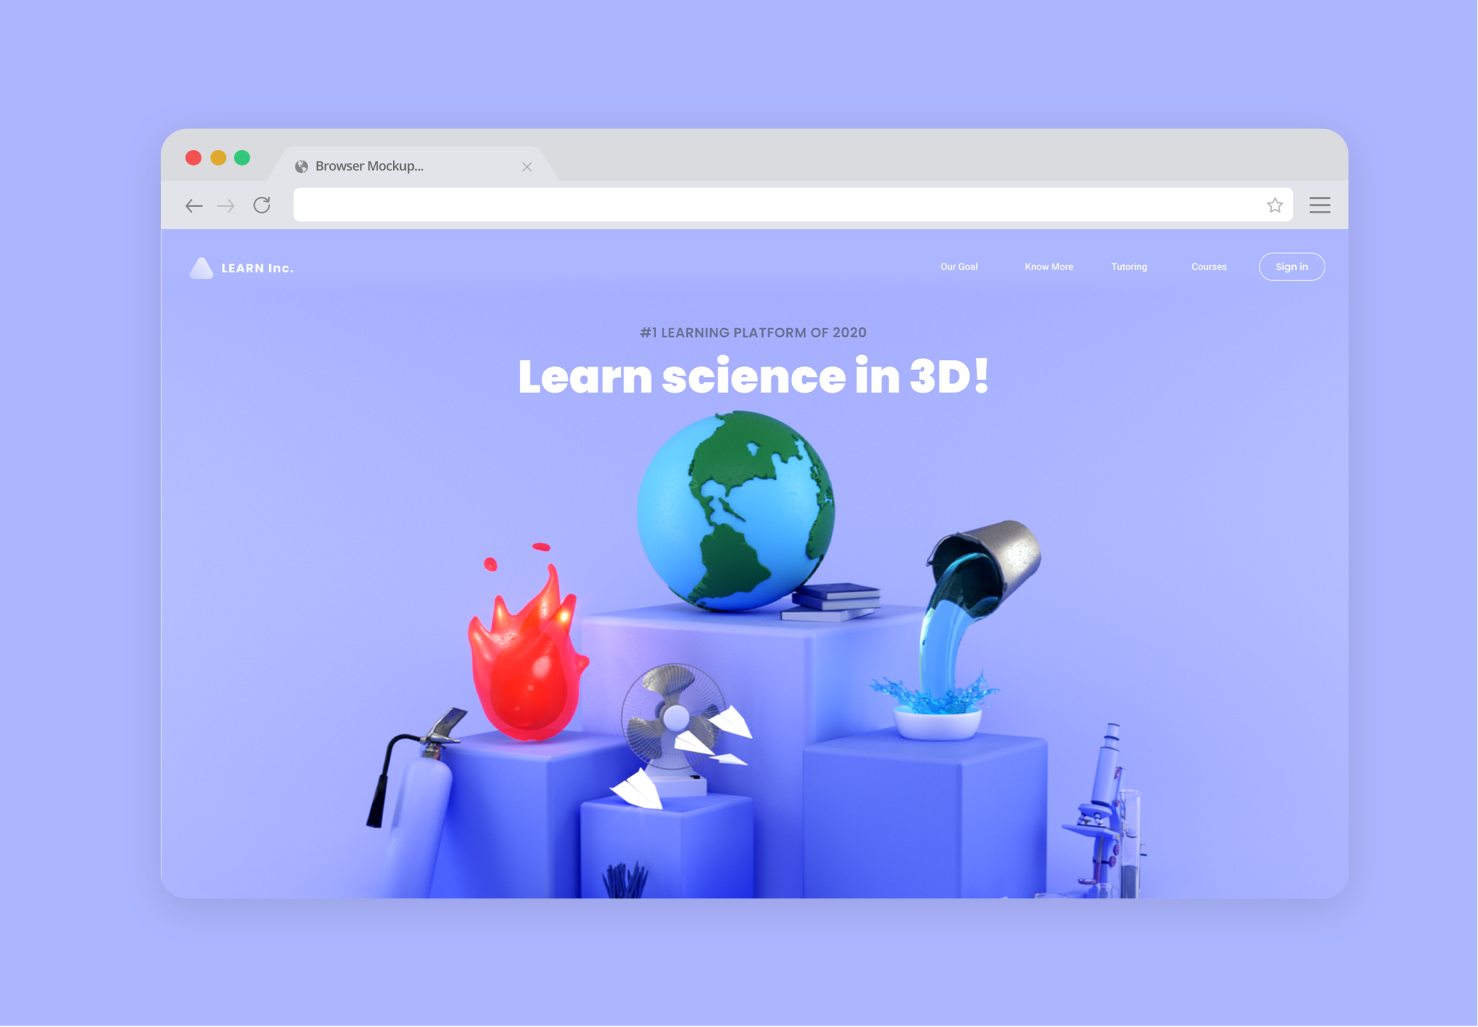 Browser Mockup...
LEARN Inc.
Our Goal
Know More
Tutoring
Courses
Sign in
#1 LEARNING PLATFORM OF 2020
Learn science in 3D!